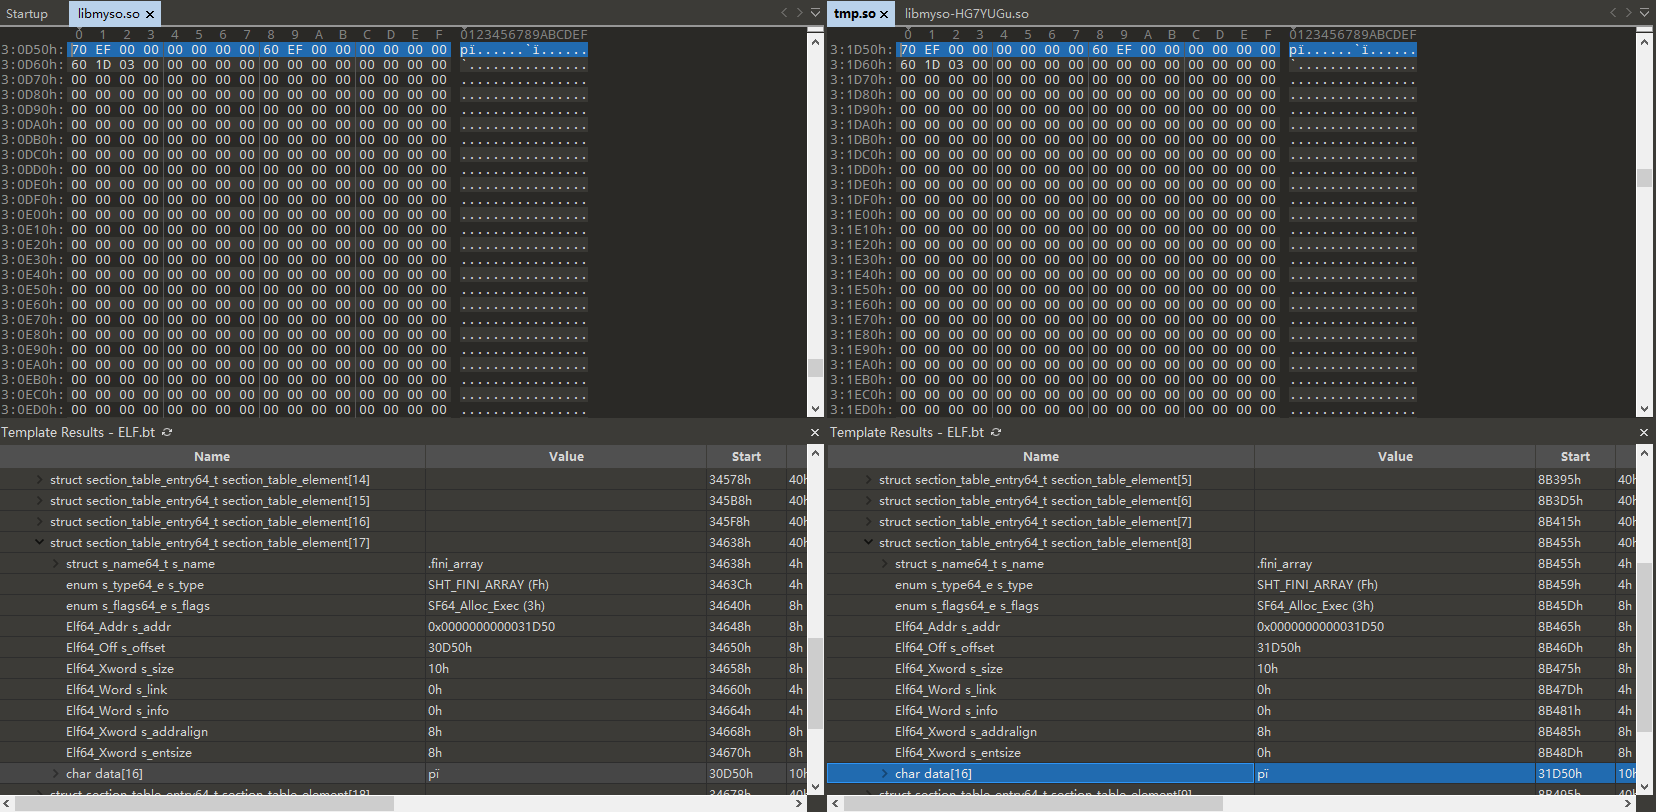 Startup
libmyso.so ×
0 1 2 3 4 5 6 7 8 9 A B C D E F 0123456789ABCDEF
3:0D50h: 70 EF 00 00 00 00 00 00 60 EF 00 00 00 00 00 00 pï......`ï......
3:0D60h: 60 1D 03 00 00 00 00 00 00 00 00 00 00 00 00 00 `...............
3:0D70h: 00 00 00 00 00 00 00 00 00 00 00 00 00 00 00 00 ................
3:0D80h: 00 00 00 00 00 00 00 00 00 00 00 00 00 00 00 00 ................
3:0D90h: 00 00 00 00 00 00 00 00 00 00 00 00 00 00 00 00 ................
3:0DA0h: 00 00 00 00 00 00 00 00 00 00 00 00 00 00 00 00 ................
3:0DB0h: 00 00 00 00 00 00 00 00 00 00 00 00 00 00 00 00 ................
3:0DC0h: 00 00 00 00 00 00 00 00 00 00 00 00 00 00 00 00 ................
3:0DD0h: 00 00 00 00 00 00 00 00 00 00 00 00 00 00 00 00 ................
3:0DE0h: 00 00 00 00 00 00 00 00 00 00 00 00 00 00 00 00 ................
3:0DF0h: 00 00 00 00 00 00 00 00 00 00 00 00 00 00 00 00 ................
3:0E00h: 00 00 00 00 00 00 00 00 00 00 00 00 00 00 00 00 ................
3:0E10h: 00 00 00 00 00 00 00 00 00 00 00 00 00 00 00 00 ................
3:0E20h: 00 00 00 00 00 00 00 00 00 00 00 00 00 00 00 00 ................
3:0E30h: 00 00 00 00 00 00 00 00 00 00 00 00 00 00 00 00 ................
3:0E40h: 00 00 00 00 00 00 00 00 00 00 00 00 00 00 00 00 ................
3:0E50h: 00 00 00 00 00 00 00 00 00 00 00 00 00 00 00 00 ................
3:0E60h: 00 00 00 00 00 00 00 00 00 00 00 00 00 00 00 00 ................
3:0E70h: 00 00 00 00 00 00 00 00 00 00 00 00 00 00 00 00 ................
3:0E80h: 00 00 00 00 00 00 00 00 00 00 00 00 00 00 00 00 ................
3:0E90h: 00 00 00 00 00 00 00 00 00 00 00 00 00 00 00 00 ................
3:0EA0h: 00 00 00 00 00 00 00 00 00 00 00 00 00 00 00 00 ................
3:0EB0h: 00 00 00 00 00 00 00 00 00 00 00 00 00 00 00 00 ................
3:0EC0h: 00 00 00 00 00 00 00 00 00 00 00 00 00 00 00 00 ................
3:0ED0h: 00 00 00 00 00 00 00 00 00 00 00 00 00 00 00 00 ................
Template Results - ELF.bt
Name Value Start
struct section_table_entry64_t section_table_element[14] 34578h 40h
struct section_table_entry64_t section_table_element[15] 345B8h 40h
struct section_table_entry64_t section_table_element[16] 345F8h 40h
struct section_table_entry64_t section_table_element[17] 34638h 40h
struct s_name64_t s_name .fini_array 34638h 4h
enum s_type64_e s_type SHT_FINI_ARRAY (Fh) 3463Ch 4h
enum s_flags64_e s_flags SF64_Alloc_Exec (3h) 34640h 8h
Elf64_Addr s_addr 0x0000000000031D50 34648h 8h
Elf64_Off s_offset 30D50h 34650h 8h
Elf64_Xword s_size 10h 34658h 8h
Elf64_Word s_link 0h 34660h 4h
Elf64_Word s_info 0h 34664h 4h
Elf64_Xword s_addralign 8h 34668h 8h
Elf64_Xword s_entsize 8h 34670h 8h
char data[16] pï 30D50h 10h
struct section_table_entry64_t section_table_element[18] 34678h 40h
tmp.so ×
libmyso-HG7YUGu.so
0 1 2 3 4 5 6 7 8 9 A B C D E F 0123456789ABCDEF
3:1D50h: 70 EF 00 00 00 00 00 00 60 EF 00 00 00 00 00 00 pï......`ï......
3:1D60h: 60 1D 03 00 00 00 00 00 00 00 00 00 00 00 00 00 `...............
3:1D70h: 00 00 00 00 00 00 00 00 00 00 00 00 00 00 00 00 ................
3:1D80h: 00 00 00 00 00 00 00 00 00 00 00 00 00 00 00 00 ................
3:1D90h: 00 00 00 00 00 00 00 00 00 00 00 00 00 00 00 00 ................
3:1DA0h: 00 00 00 00 00 00 00 00 00 00 00 00 00 00 00 00 ................
3:1DB0h: 00 00 00 00 00 00 00 00 00 00 00 00 00 00 00 00 ................
3:1DC0h: 00 00 00 00 00 00 00 00 00 00 00 00 00 00 00 00 ................
3:1DD0h: 00 00 00 00 00 00 00 00 00 00 00 00 00 00 00 00 ................
3:1DE0h: 00 00 00 00 00 00 00 00 00 00 00 00 00 00 00 00 ................
3:1DF0h: 00 00 00 00 00 00 00 00 00 00 00 00 00 00 00 00 ................
3:1E00h: 00 00 00 00 00 00 00 00 00 00 00 00 00 00 00 00 ................
3:1E10h: 00 00 00 00 00 00 00 00 00 00 00 00 00 00 00 00 ................
3:1E20h: 00 00 00 00 00 00 00 00 00 00 00 00 00 00 00 00 ................
3:1E30h: 00 00 00 00 00 00 00 00 00 00 00 00 00 00 00 00 ................
3:1E40h: 00 00 00 00 00 00 00 00 00 00 00 00 00 00 00 00 ................
3:1E50h: 00 00 00 00 00 00 00 00 00 00 00 00 00 00 00 00 ................
3:1E60h: 00 00 00 00 00 00 00 00 00 00 00 00 00 00 00 00 ................
3:1E70h: 00 00 00 00 00 00 00 00 00 00 00 00 00 00 00 00 ................
3:1E80h: 00 00 00 00 00 00 00 00 00 00 00 00 00 00 00 00 ................
3:1E90h: 00 00 00 00 00 00 00 00 00 00 00 00 00 00 00 00 ................
3:1EA0h: 00 00 00 00 00 00 00 00 00 00 00 00 00 00 00 00 ................
3:1EB0h: 00 00 00 00 00 00 00 00 00 00 00 00 00 00 00 00 ................
3:1EC0h: 00 00 00 00 00 00 00 00 00 00 00 00 00 00 00 00 ................
3:1ED0h: 00 00 00 00 00 00 00 00 00 00 00 00 00 00 00 00 ................
Template Results - ELF.bt
Name Value Start
struct section_table_entry64_t section_table_element[5] 8B395h 40h
struct section_table_entry64_t section_table_element[6] 8B3D5h 40h
struct section_table_entry64_t section_table_element[7] 8B415h 40h
struct section_table_entry64_t section_table_element[8] 8B455h 40h
struct s_name64_t s_name .fini_array 8B455h 4h
enum s_type64_e s_type SHT_FINI_ARRAY (Fh) 8B459h 4h
enum s_flags64_e s_flags SF64_Alloc_Exec (3h) 8B45Dh 8h
Elf64_Addr s_addr 0x0000000000031D50 8B465h 8h
Elf64_Off s_offset 31D50h 8B46Dh 8h
Elf64_Xword s_size 10h 8B475h 8h
Elf64_Word s_link 0h 8B47Dh 4h
Elf64_Word s_info 0h 8B481h 4h
Elf64_Xword s_addralign 8h 8B485h 8h
Elf64_Xword s_entsize 0h 8B48Dh 8h
char data[16] pï 31D50h 10h
struct section_table_entry64_t section_table_element[9] 8B495h 40h